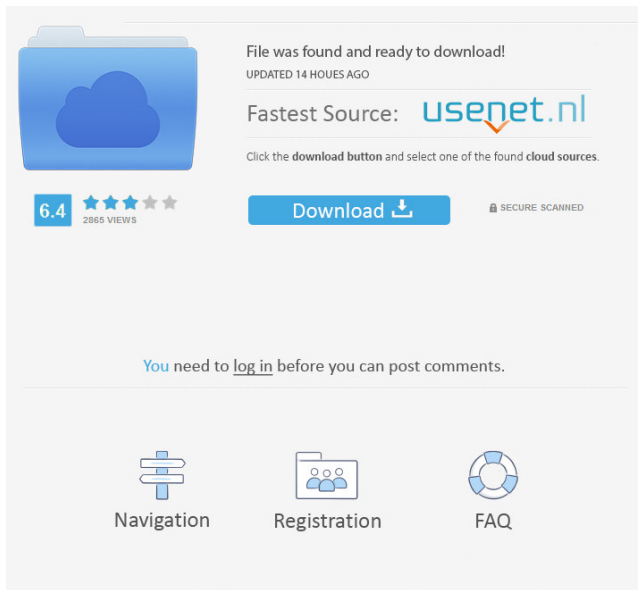 File was found and ready to download!
UPDATED 14 HOUES AGO
Fastest Source: usenet.nl
Click the download button and select one of the found cloud sources.
6.4
2865 VIEWS
Download
SECURE SCANNED
You need to log in before you can post comments.
Navigation
Registration
FAQ